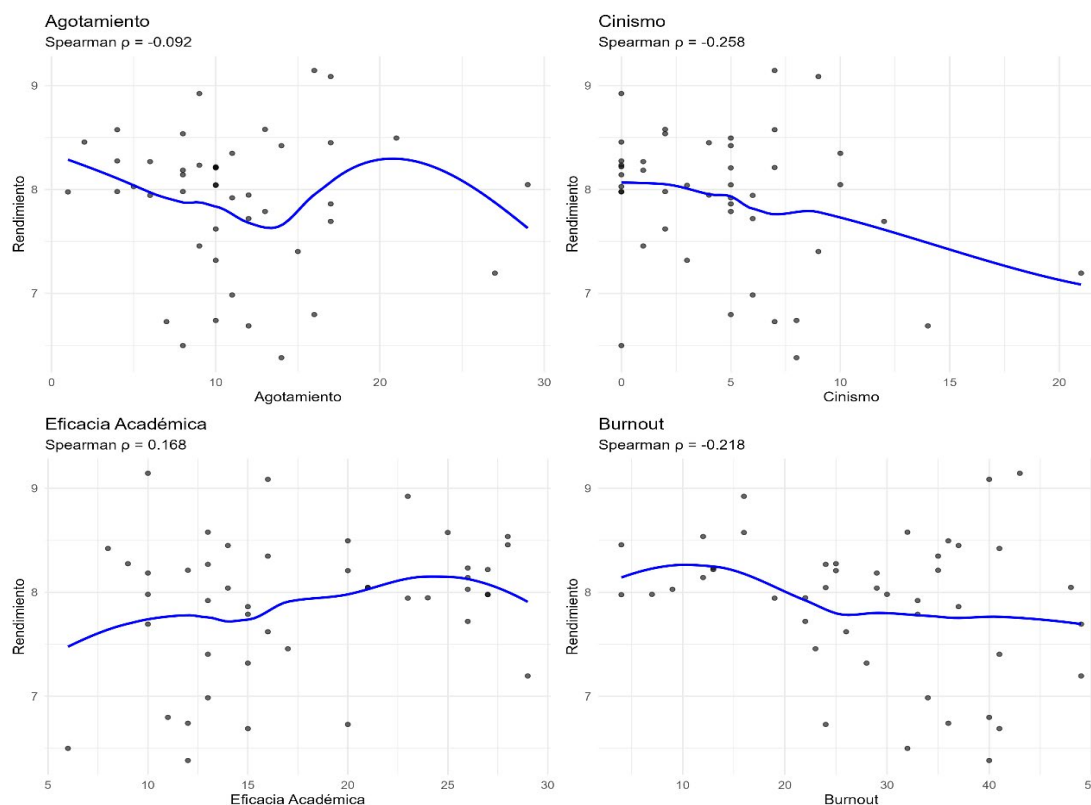 Agotamiento
Spearman ρ = -0.092
9
8
7
Rendimiento
0 10 20 30
Agotamiento
Cinismo
Spearman ρ = -0.258
9
8
7
Rendimiento
0 5 10 15 20
Cinismo
Eficacia Académica
Spearman ρ = 0.168
9
8
7
Rendimiento
5 10 15 20 25 30
Eficacia Académica
Burnout
Spearman ρ = -0.218
9
8
7
Rendimiento
10 20 30 40
Burnout